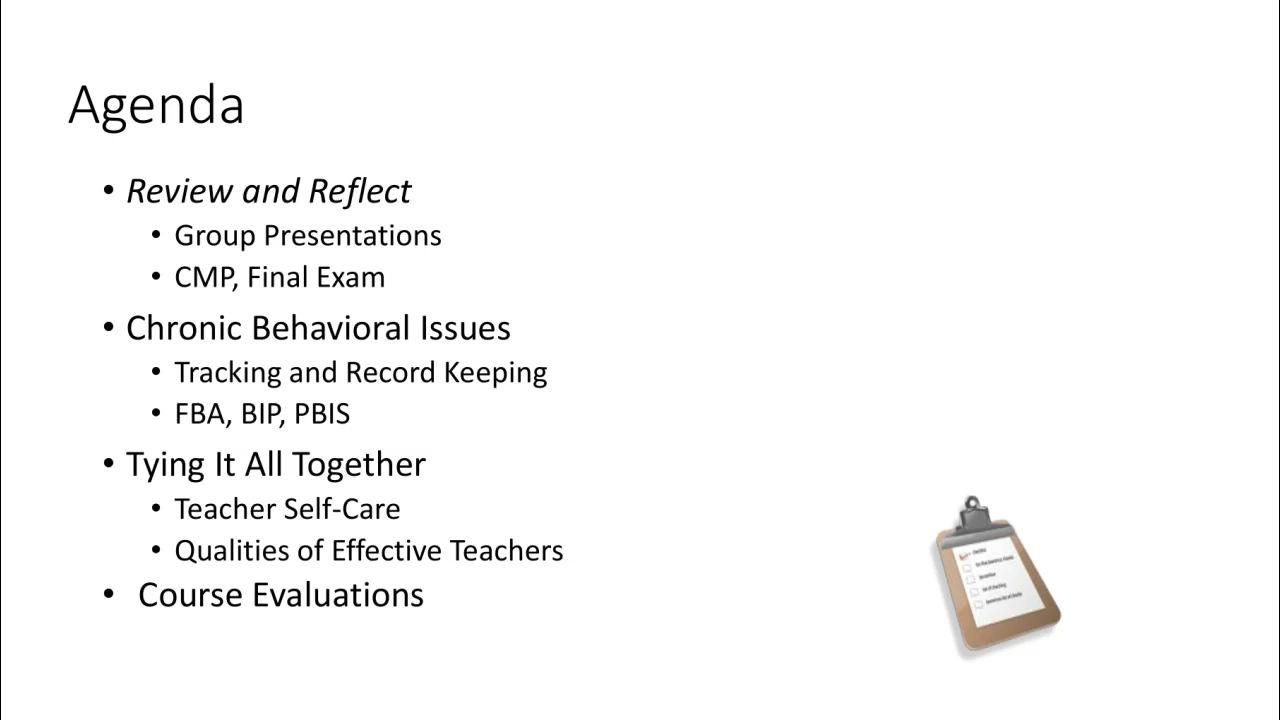 Agenda
• Review and Reflect
• Group Presentations
• CMP, Final Exam
• Chronic Behavioral Issues
• Tracking and Record Keeping
• FBA, BIP, PBIS
• Tying It All Together
• Teacher Self-Care
• Qualities of Effective Teachers
• Course Evaluations